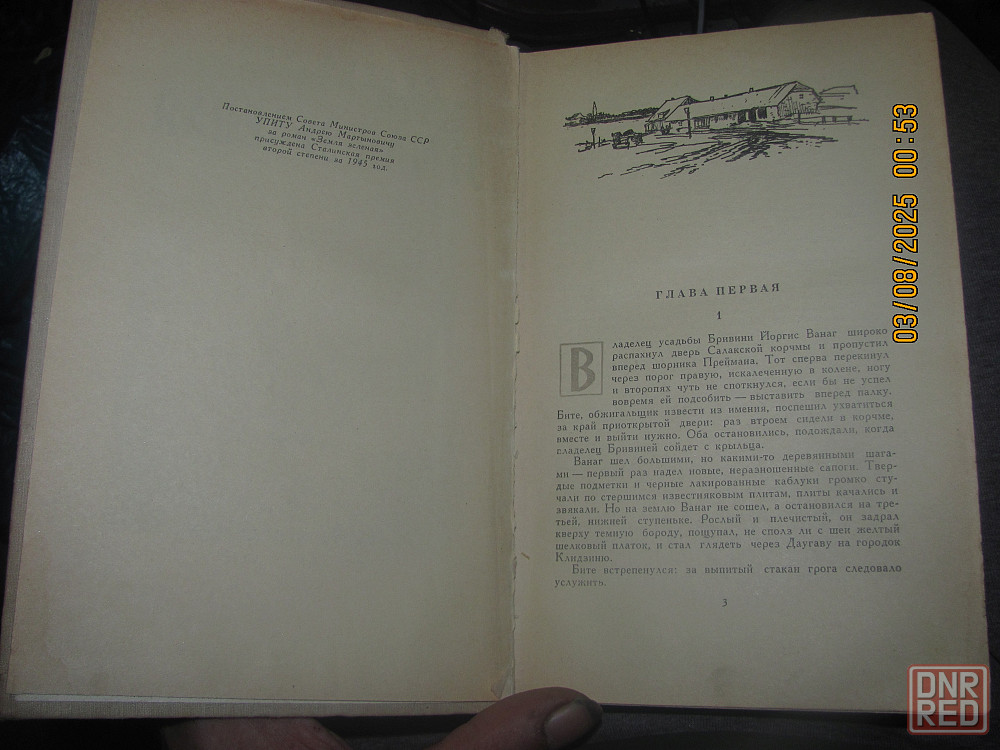 Постановлением Совета Министров Союза ССР
УПИТУ Андрею Мартыновичу
за роман «Земля зеленая»
присуждена Сталинская премия
второй степени за 1945 год.
ГЛАВА ПЕРВАЯ
1
Владелец усадьбы Бривини Йоргис Ванаг широко
распахнул дверь Салакской корчмы и пропустил
вперед шорника Преймана. Тот сперва перекинул
через порог правую, искалеченную в колене, ногу
и второпях чуть не споткнулся, если бы не успел
вовремя ей подсобить — выставить вперед палку.
Бите, обжигальщик извести из имения, поспешил ухватиться
за край приоткрытой двери: раз втроем сидели в корчме,
вместе и выйти нужно. Оба остановились, подождали, когда
владелец Бривиней сойдет с крыльца.
Ванаг шел большими, но какими-то деревянными шага-
ми — первый раз надел новые, неразношенные сапоги. Твер-
дые подметки и черные лакированные каблуки громко сту-
чали по стершимся известняковым плитам, плиты качались и
звякали. Но на землю Ванаг не сошел, а остановился на тре-
тьей, нижней ступеньке. Рослый и плечистый, он задрал
кверху темную бороду, пощупал, не сполз ли с шеи желтый
шелковый платок, и стал глядеть через Даугаву на городок
Клидзиню.
Бите встрепенулся: за выпитый стакан грога следовало
услужить.
3
03/08/2025 00:53
DNR
RED